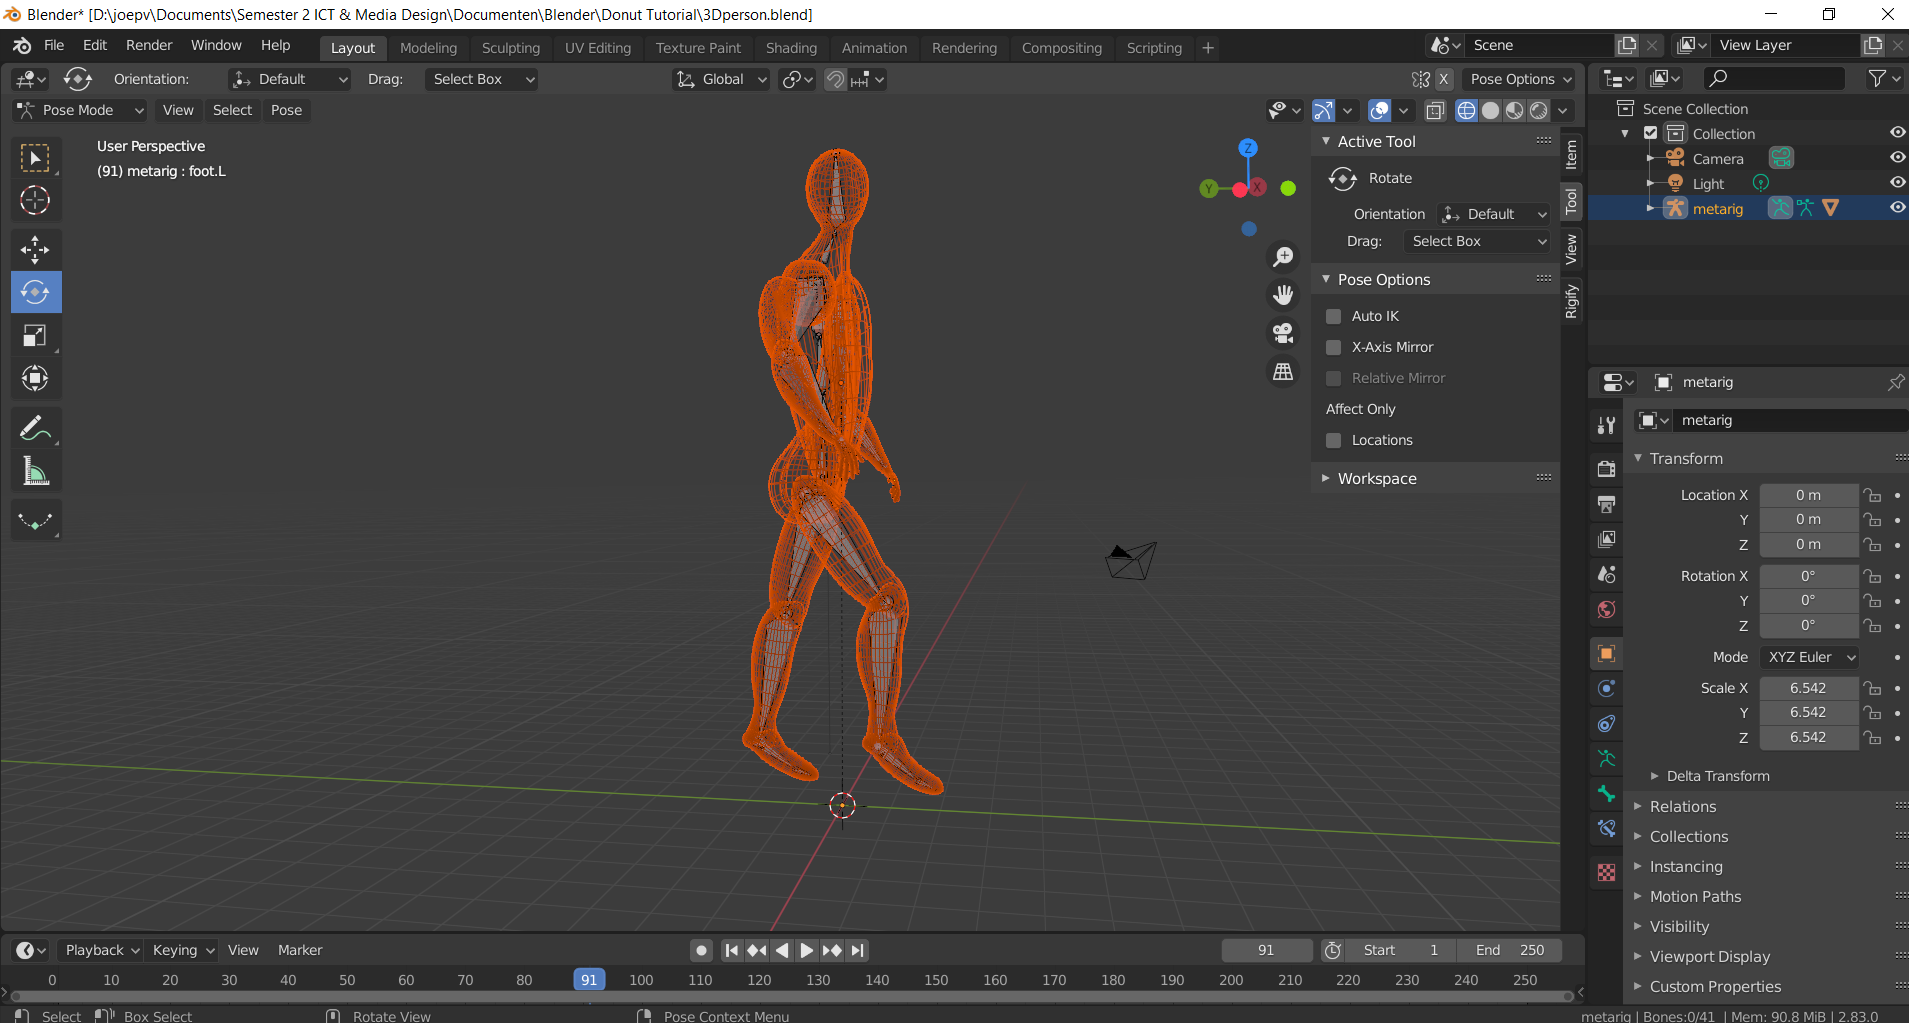 Blender* [D:\joepv\Documents\Semester 2 ICT & Media Design\Documenten\Blender\Donut Tutorial\3Dperson.blend]
File Edit Render Window Help Layout Modeling Sculpting UV Editing Texture Paint Shading Animation Rendering Compositing Scripting + Scene View Layer
Orientation: Default Drag: Select Box Global X Pose Options
Pose Mode View Select Pose
User Perspective
(91) metarig : foot.L
Z
Y
X
Active Tool
Rotate
Orientation Default
Drag: Select Box
Pose Options
Auto IK
X-Axis Mirror
Relative Mirror
Affect Only
Locations
Workspace
Item
Tool
View
Rigify
Scene Collection
Collection
Camera
Light
metarig
metarig
metarig
Transform
Location X 0 m
Y 0 m
Z 0 m
Rotation X 0°
Y 0°
Z 0°
Mode XYZ Euler
Scale X 6.542
Y 6.542
Z 6.542
Delta Transform
Relations
Collections
Instancing
Motion Paths
Visibility
Viewport Display
Custom Properties
Playback Keying View Marker 91 Start 1 End 250
0 10 20 30 40 50 60 70 80 91 100 110 120 130 140 150 160 170 180 190 200 210 220 230 240 250
Select Box Select Rotate View Pose Context Menu metarig | Bones:0/41 | Mem: 90.8 MiB | 2.83.0